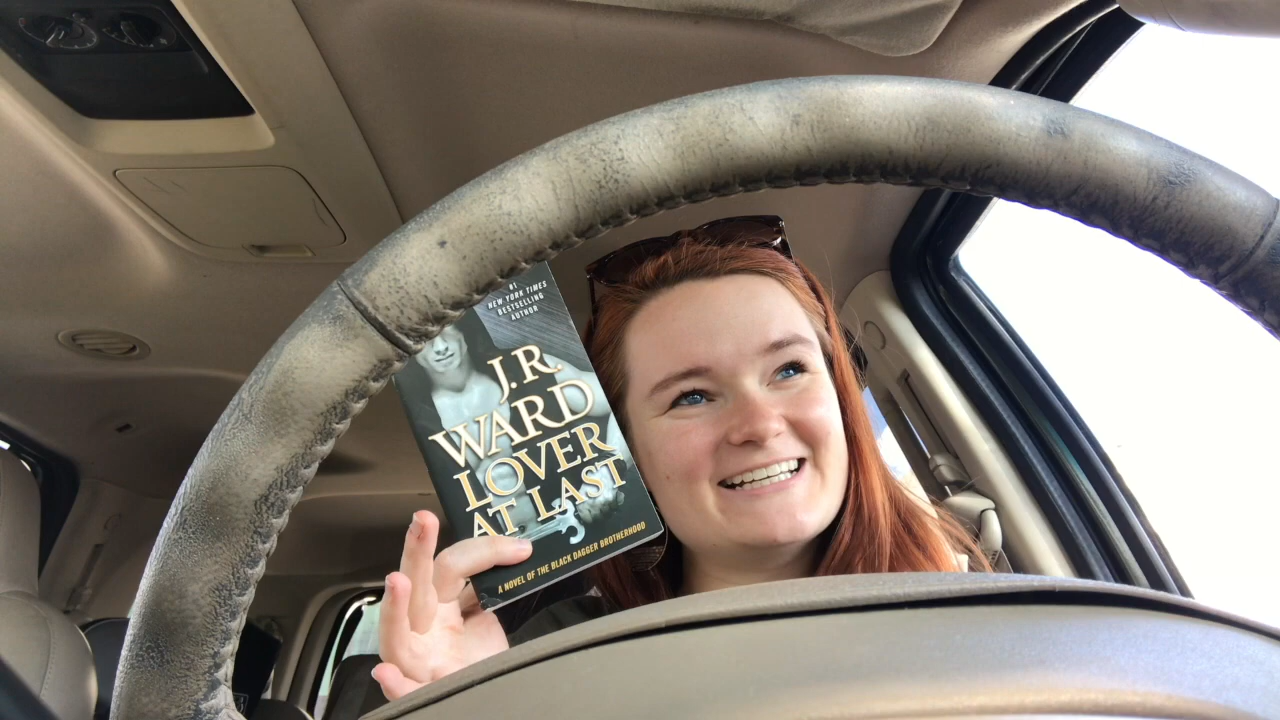 #1
NEW YORK TIMES
BESTSELLING
AUTHOR
J.R.
WARD
LOVER
AT LAST
A NOVEL OF THE BLACK DAGGER BROTHERHOOD